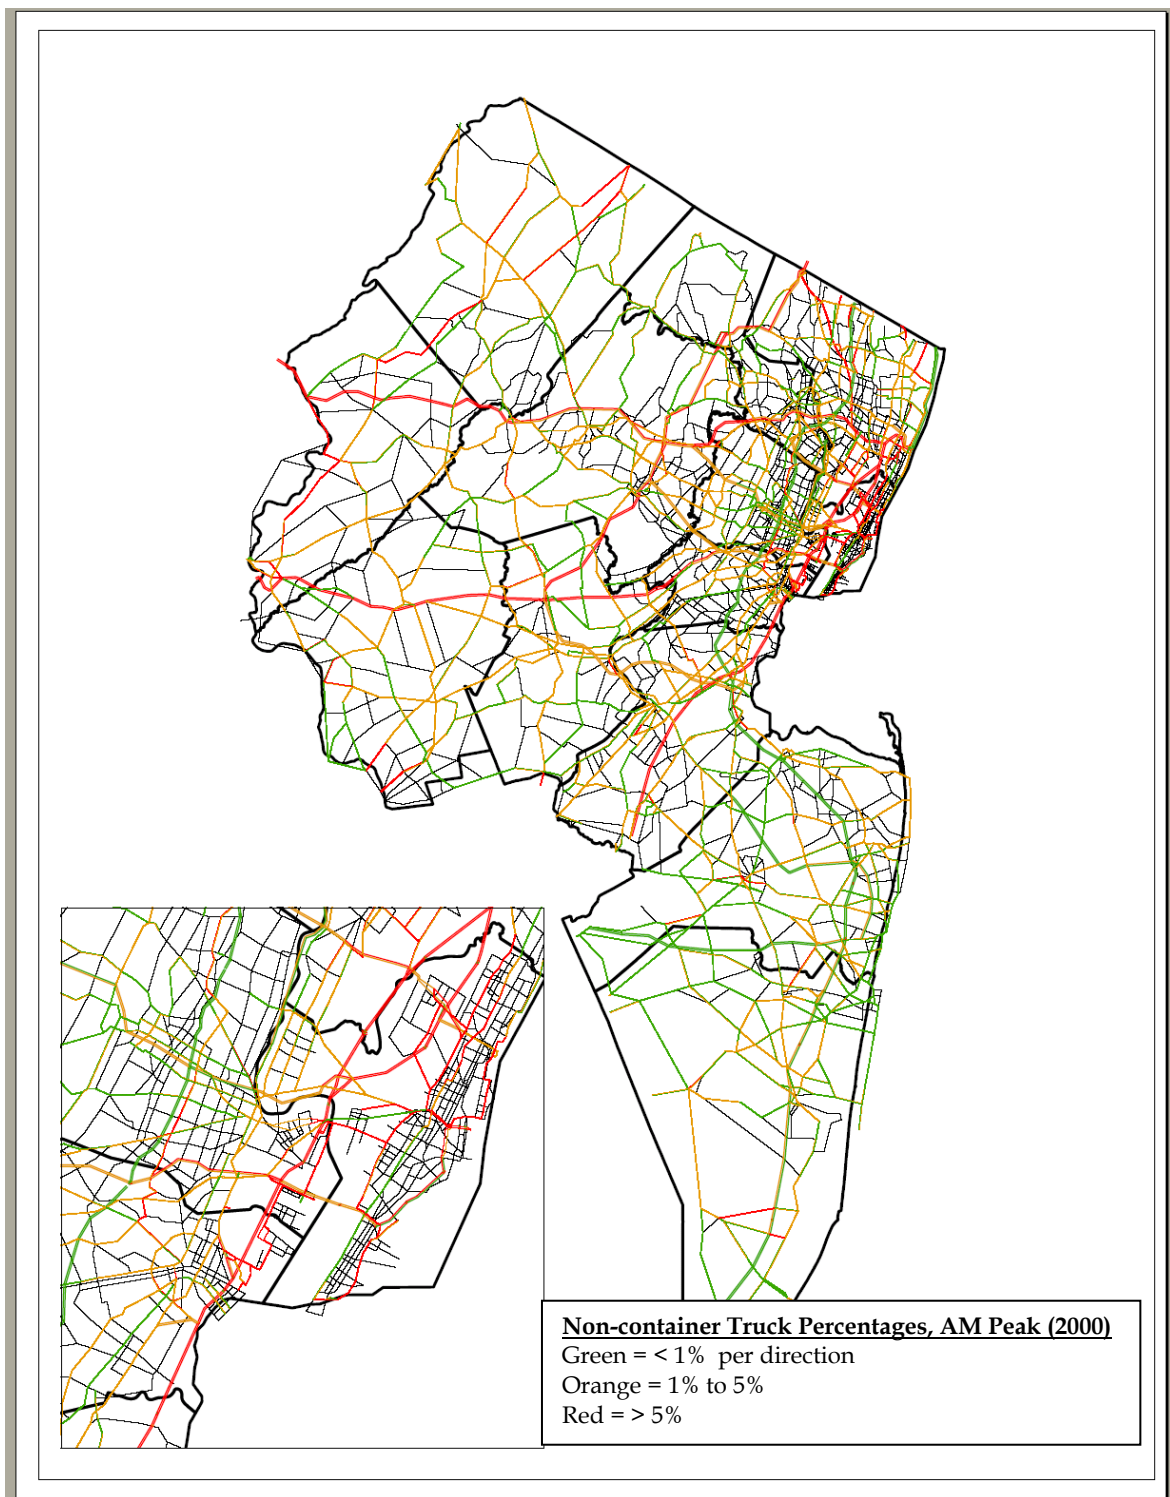 Non-container Truck Percentages, AM Peak (2000)
Green = < 1% per direction
Orange = 1% to 5%
Red = > 5%